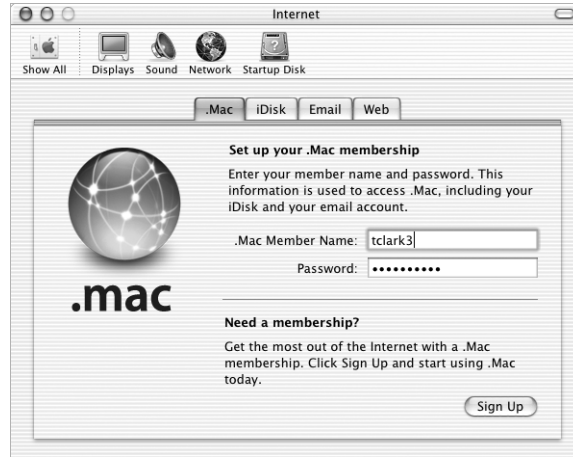 Internet
Show All Displays Sound Network Startup Disk
.Mac iDisk Email Web
Set up your .Mac membership
Enter your member name and password. This
information is used to access .Mac, including your
iDisk and your email account.
.Mac Member Name: tclark3
Password: ••••••••••
.mac
Need a membership?
Get the most out of the Internet with a .Mac
membership. Click Sign Up and start using .Mac
today.
Sign Up